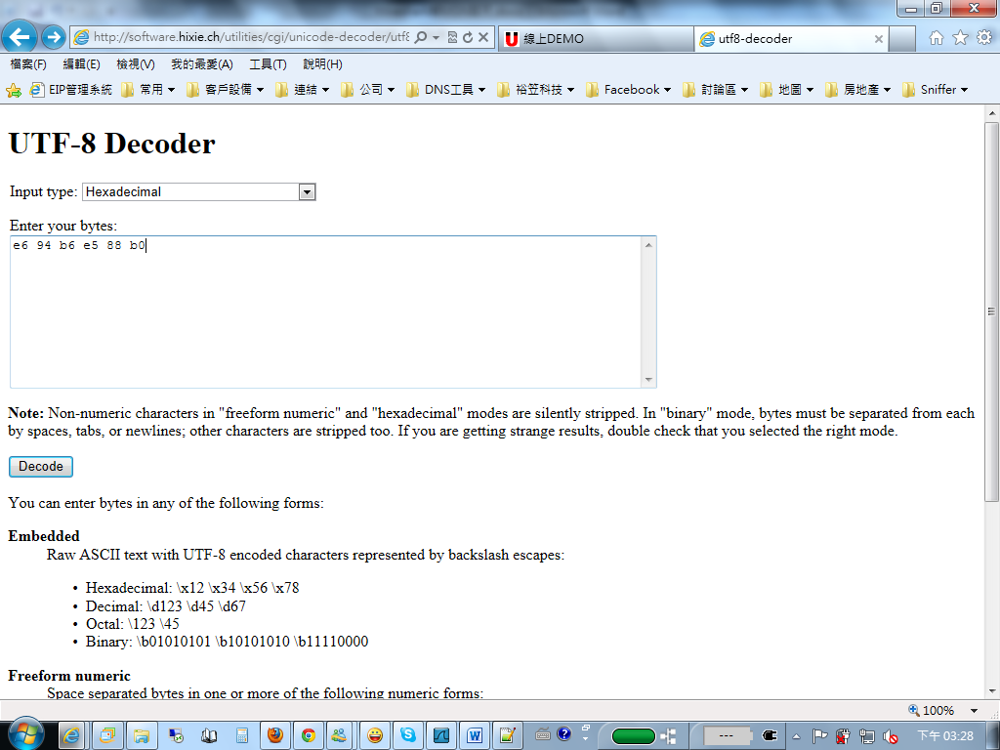 http://software.hixie.ch/utilities/cgi/unicode-decoder/utf8
線上DEMO
utf8-decoder
檔案(F) 編輯(E) 檢視(V) 我的最愛(A) 工具(T) 說明(H)
EIP管理系統 常用 客戶設備 連結 公司 DNS工具 裕笠科技 Facebook 討論區 地圖 房地產 Sniffer
UTF-8 Decoder
Input type: Hexadecimal
Enter your bytes:
e6 94 b6 e5 88 b0
Note: Non-numeric characters in "freeform numeric" and "hexadecimal" modes are silently stripped. In "binary" mode, bytes must be separated from each
by spaces, tabs, or newlines; other characters are stripped too. If you are getting strange results, double check that you selected the right mode.
Decode
You can enter bytes in any of the following forms:
Embedded
Raw ASCII text with UTF-8 encoded characters represented by backslash escapes:
• Hexadecimal: \x12 \x34 \x56 \x78
• Decimal: \d123 \d45 \d67
• Octal: \123 \45
• Binary: \b01010101 \b10101010 \b11110000
Freeform numeric
Space separated bytes in one or more of the following numeric forms:
100%
--- 下午 03:28